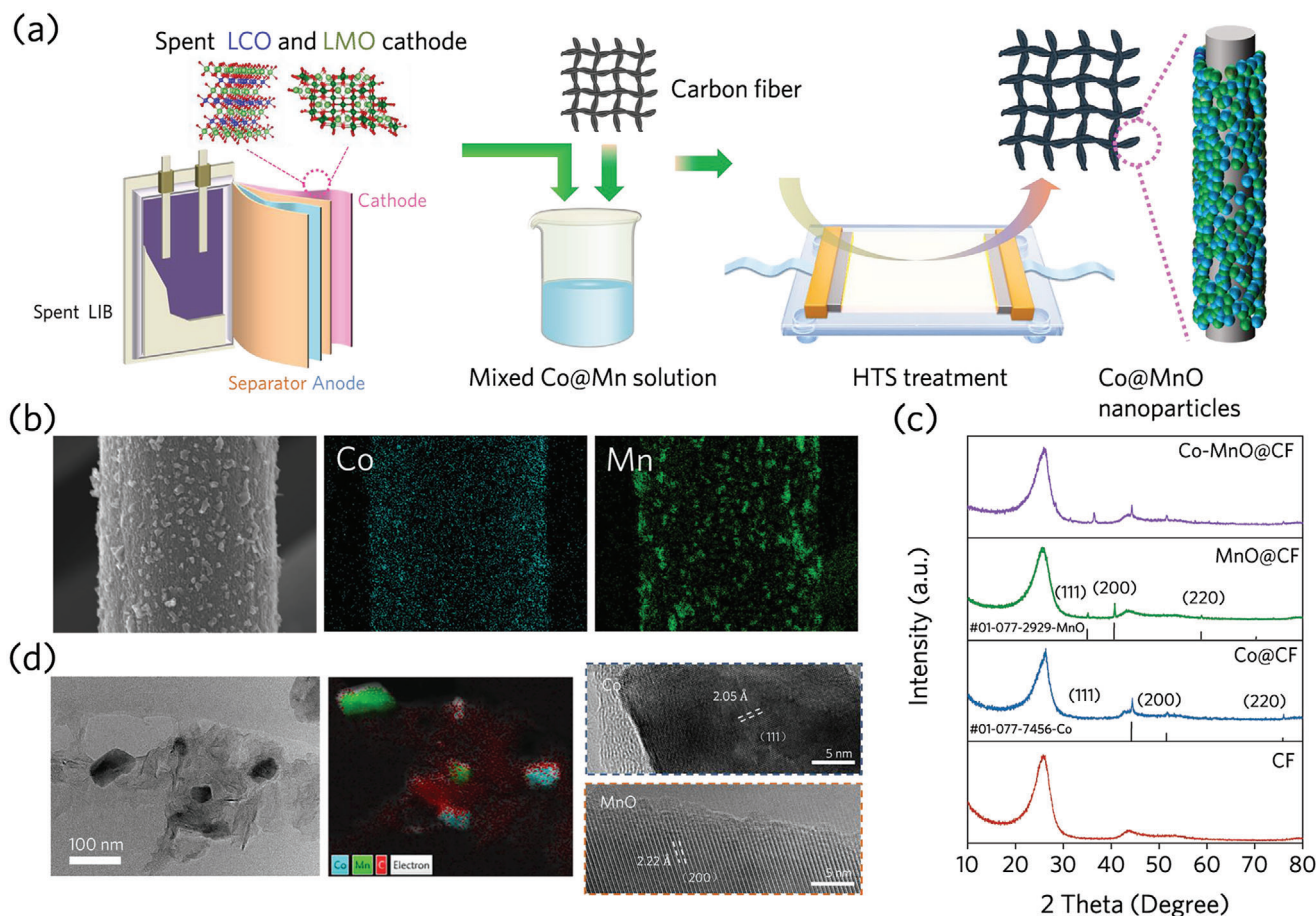 (a)
Spent LCO and LMO cathode
Carbon fiber
Cathode
Spent LIB
Separator Anode
Mixed Co@Mn solution
HTS treatment
Co@MnO
nanoparticles
(b)
Co
Mn
(c)
Co-MnO@CF
MnO@CF
(111)
(200)
(220)
#01-077-2929-MnO
Co@CF
(111)
(200)
(220)
#01-077-7456-Co
CF
Intensity (a.u.)
10 20 30 40 50 60 70 80
2 Theta (Degree)
(d)
100 nm
Co Mn C Electron
Co
2.05 Å
(111)
5 nm
MnO
2.22 Å
(200)
5 nm